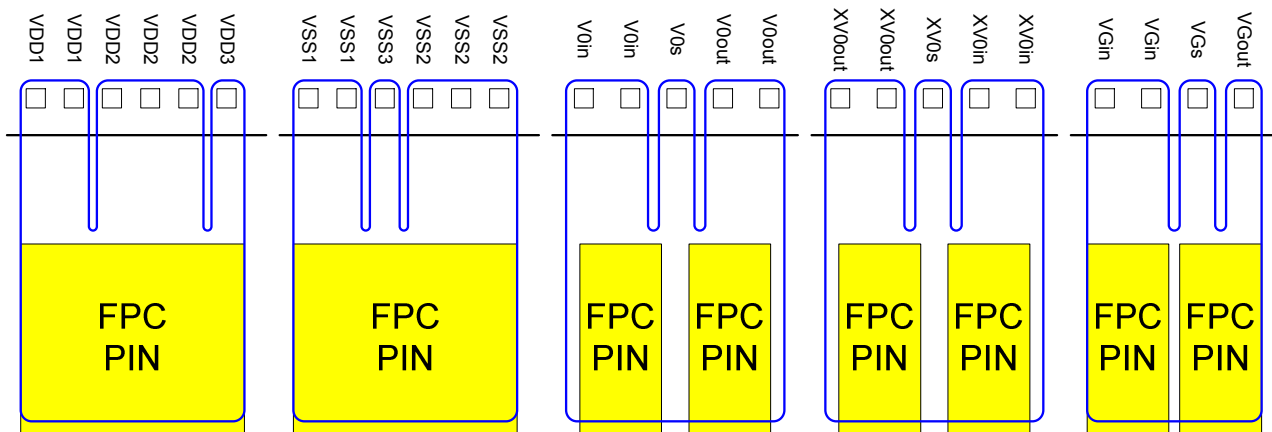 VDD1
VDD1
VDD2
VDD2
VDD2
VDD3
VSS1
VSS1
VSS3
VSS2
VSS2
VSS2
V0in
V0in
V0s
V0out
V0out
XV0out
XV0out
XV0s
XV0in
XV0in
VGin
VGin
VGs
VGout
FPC
PIN
FPC
PIN
FPC
PIN
FPC
PIN
FPC
PIN
FPC
PIN
FPC
PIN
FPC
PIN